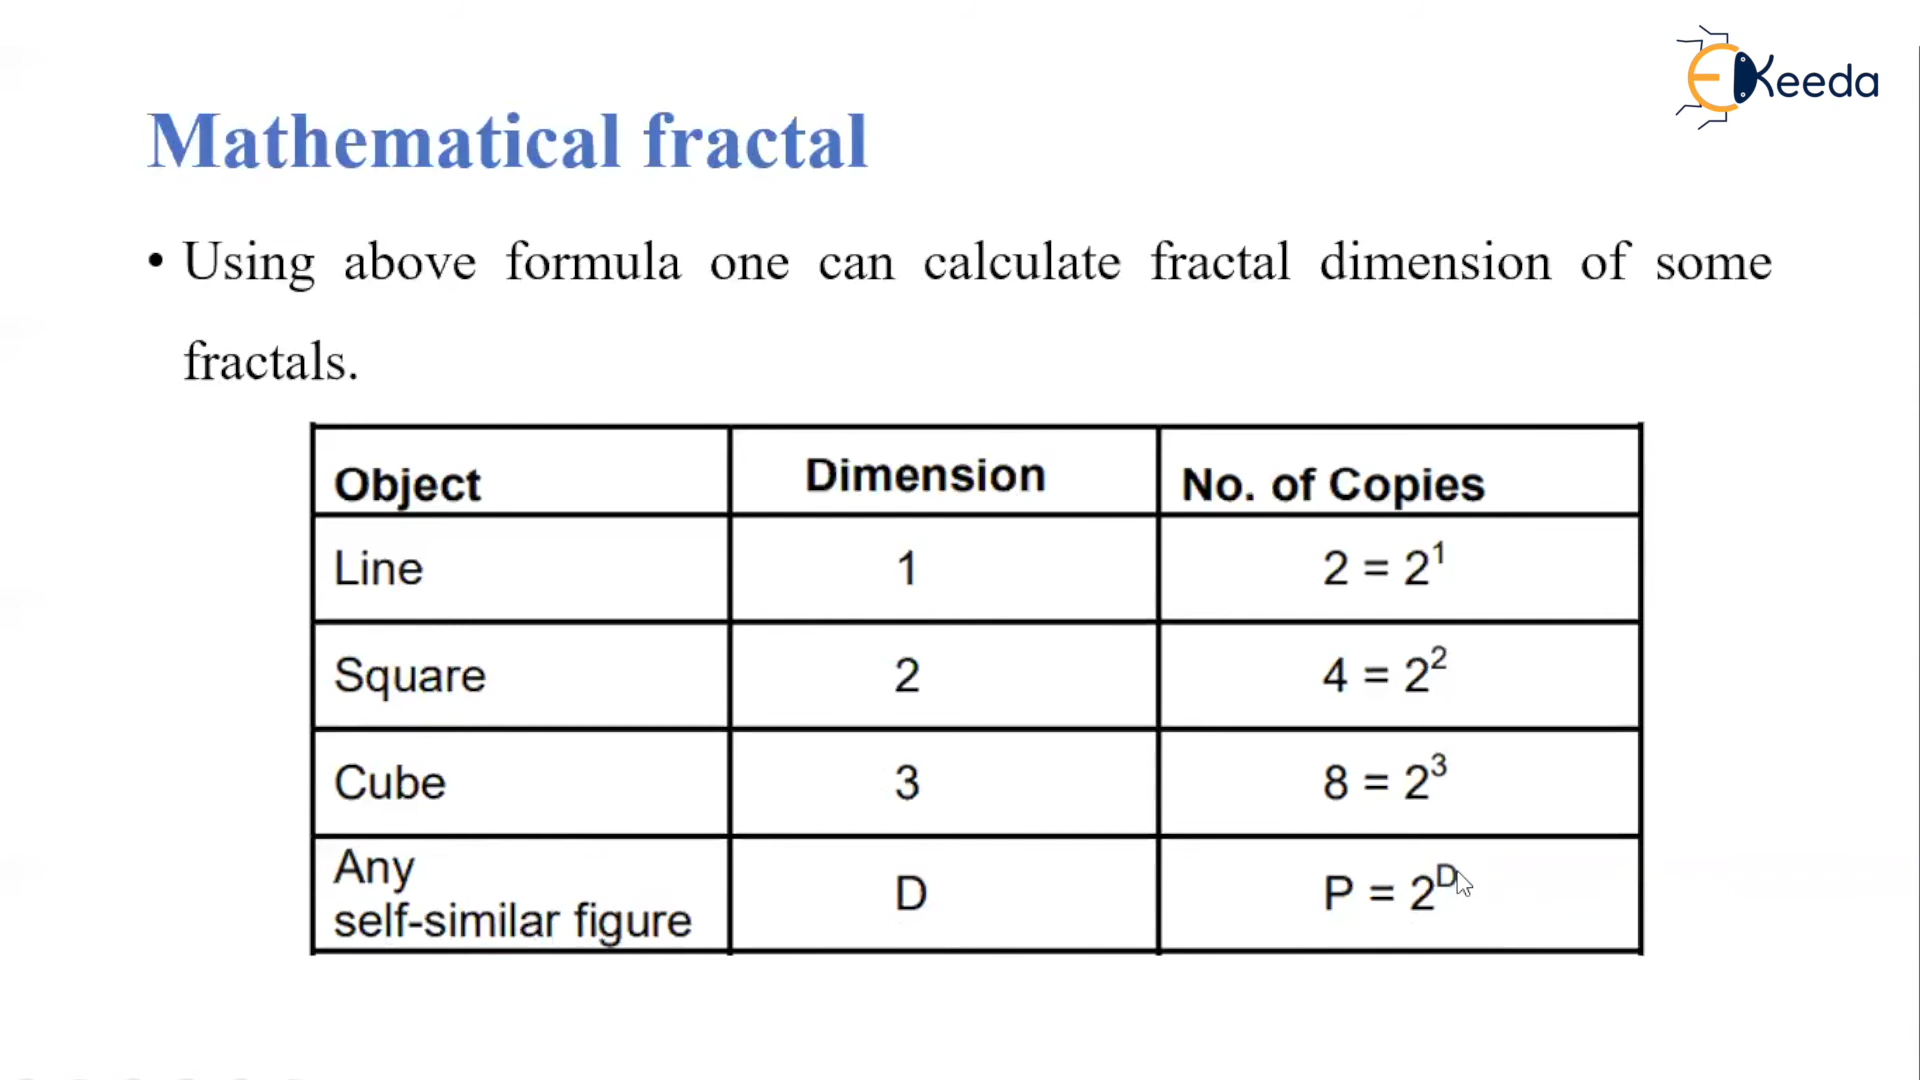 EKeeda
Mathematical fractal
• Using above formula one can calculate fractal dimension of some
fractals.
Object Dimension No. of Copies
Line 1 2 = 2¹
Square 2 4 = 2²
Cube 3 8 = 2³
Any
self-similar figure D P = 2ᴰ